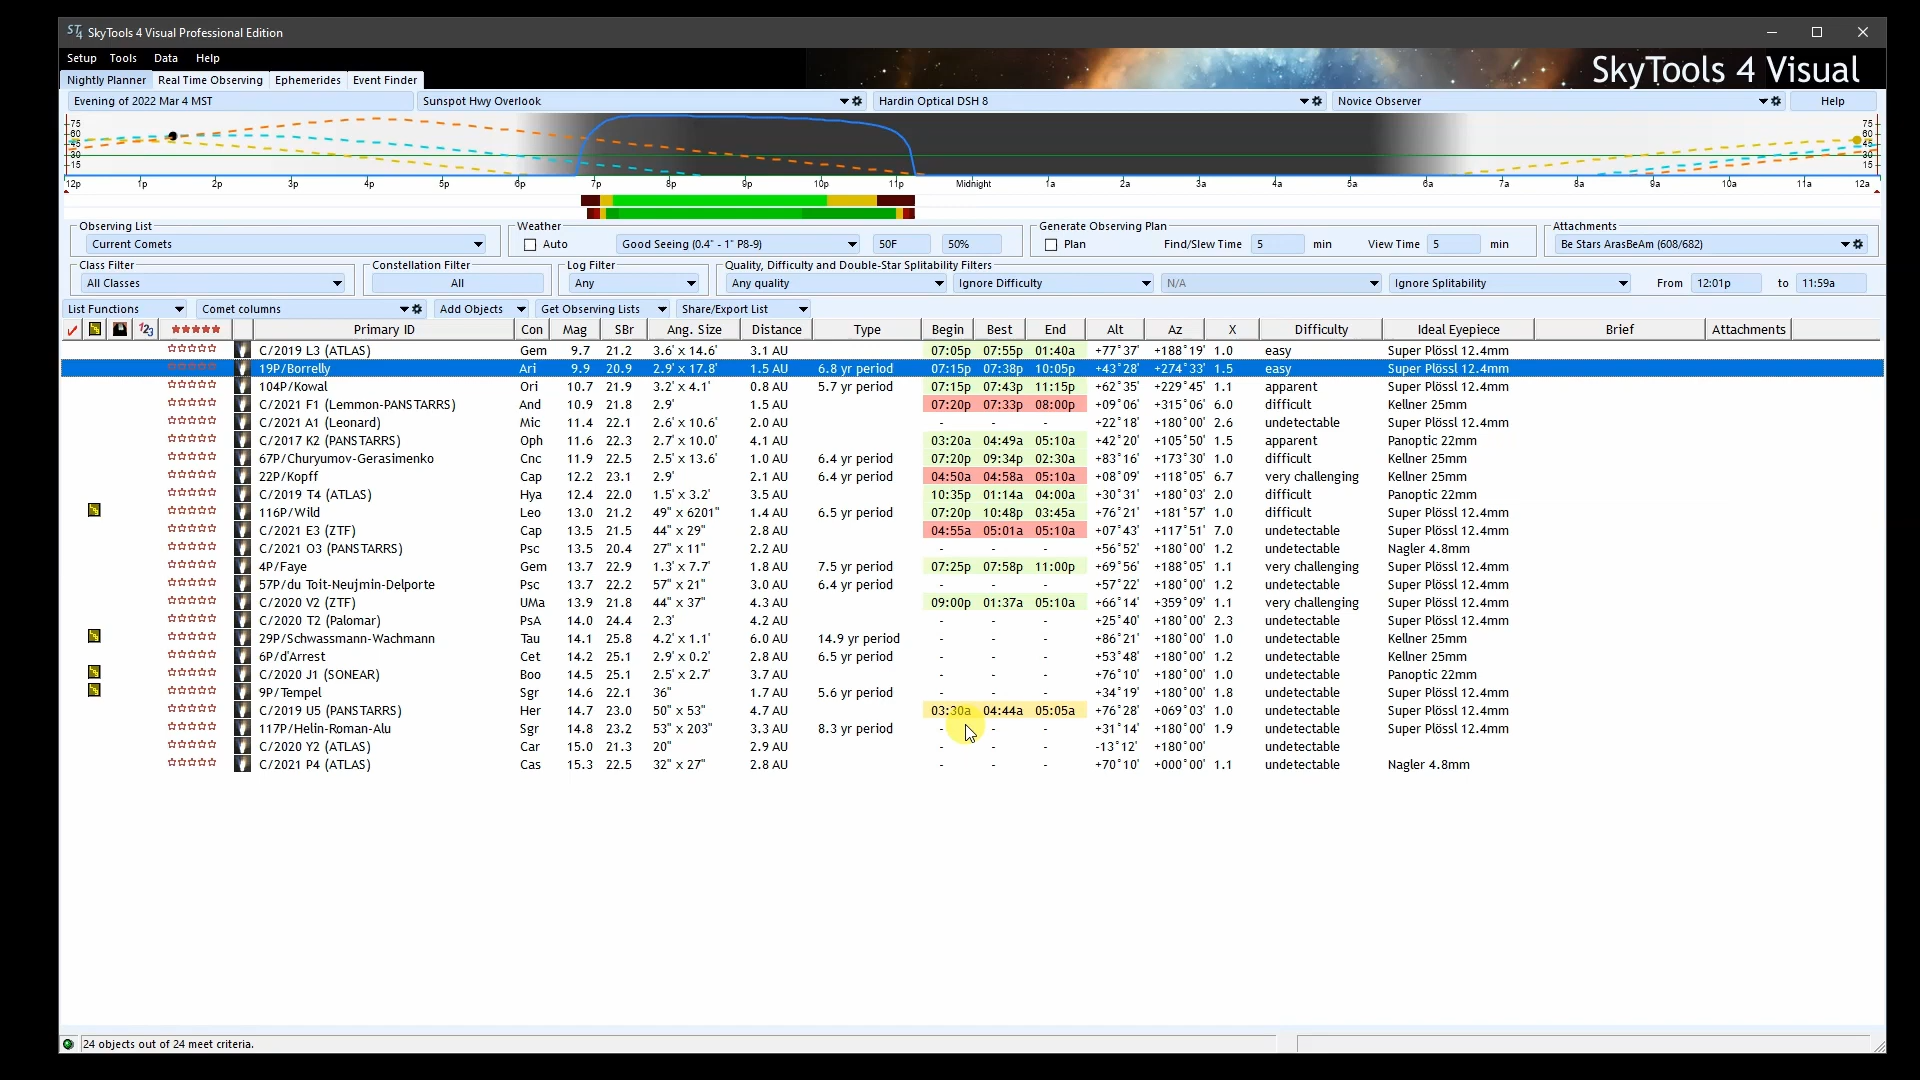 SkyTools 4 Visual Professional Edition
Setup Tools Data Help
SkyTools 4 Visual
Nightly Planner Real Time Observing Ephemerides Event Finder
Evening of 2022 Mar 4 MST Sunspot Hwy Overlook Hardin Optical DSH 8 Novice Observer Help
75 75
60 60
45 45
30 30
15 15
12p 1p 2p 3p 4p 5p 6p 7p 8p 9p 10p 11p Midnight 1a 2a 3a 4a 5a 6a 7a 8a 9a 10a 11a 12a
Observing List Weather Generate Observing Plan Attachments
Current Comets Auto Good Seeing (0.4" - 1" P8-9) 50F 50% Plan Find/Slew Time 5 min View Time 5 min Be Stars ArasBeAm (608/682)
Class Filter Constellation Filter Log Filter Quality, Difficulty and Double-Star Splitability Filters
All Classes All Any Any quality Ignore Difficulty N/A Ignore Splitability From 12:01p to 11:59a
List Functions Comet columns Add Objects Get Observing Lists Share/Export List
123 Primary ID Con Mag SBr Ang. Size Distance Type Begin Best End Alt Az X Difficulty Ideal Eyepiece Brief Attachments
C/2019 L3 (ATLAS) Gem 9.7 21.2 3.6' x 14.6' 3.1 AU 07:05p 07:55p 01:40a +77°37' +188°19' 1.0 easy Super Plössl 12.4mm
19P/Borrelly Ari 9.9 20.9 2.9' x 17.8' 1.5 AU 6.8 yr period 07:15p 07:38p 10:05p +43°28' +274°33' 1.5 easy Super Plössl 12.4mm
104P/Kowal Ori 10.7 21.9 3.2' x 4.1' 0.8 AU 5.7 yr period 07:15p 07:43p 11:15p +62°35' +229°45' 1.1 apparent Super Plössl 12.4mm
C/2021 F1 (Lemmon-PANSTARRS) And 10.9 21.8 2.9' 1.5 AU 07:20p 07:33p 08:00p +09°06' +315°06' 6.0 difficult Kellner 25mm
C/2021 A1 (Leonard) Mic 11.4 22.1 2.6' x 10.6' 2.0 AU - - - +22°18' +180°00' 2.6 undetectable Super Plössl 12.4mm
C/2017 K2 (PANSTARRS) Oph 11.6 22.3 2.7' x 10.0' 4.1 AU 03:20a 04:49a 05:10a +42°20' +105°50' 1.5 apparent Panoptic 22mm
67P/Churyumov-Gerasimenko Cnc 11.9 22.5 2.5' x 13.6' 1.0 AU 6.4 yr period 07:20p 09:34p 02:30a +83°16' +173°30' 1.0 difficult Kellner 25mm
22P/Kopff Cap 12.2 23.1 2.9' 2.1 AU 6.4 yr period 04:50a 04:58a 05:10a +08°09' +118°05' 6.7 very challenging Kellner 25mm
C/2019 T4 (ATLAS) Hya 12.4 22.0 1.5' x 3.2' 3.5 AU 10:35p 01:14a 04:00a +30°31' +180°03' 2.0 difficult Panoptic 22mm
116P/Wild Leo 13.0 21.2 49" x 6201" 1.4 AU 6.5 yr period 07:20p 10:48p 03:45a +76°21' +181°57' 1.0 difficult Super Plössl 12.4mm
C/2021 E3 (ZTF) Cap 13.5 21.5 44" x 29" 2.8 AU 04:55a 05:01a 05:10a +07°43' +117°51' 7.0 undetectable Super Plössl 12.4mm
C/2021 O3 (PANSTARRS) Psc 13.5 20.4 27" x 11" 2.2 AU - - - +56°52' +180°00' 1.2 undetectable Nagler 4.8mm
4P/Faye Gem 13.7 22.9 1.3' x 7.7' 1.8 AU 7.5 yr period 07:25p 07:58p 11:00p +69°56' +188°05' 1.1 very challenging Super Plössl 12.4mm
57P/du Toit-Neujmin-Delporte Psc 13.7 22.2 57" x 21" 3.0 AU 6.4 yr period - - - +57°22' +180°00' 1.2 undetectable Super Plössl 12.4mm
C/2020 V2 (ZTF) UMa 13.9 21.8 44" x 37" 4.3 AU 09:00p 01:37a 05:10a +66°14' +359°09' 1.1 very challenging Super Plössl 12.4mm
C/2020 T2 (Palomar) PsA 14.0 24.4 2.3' 4.2 AU - - - +25°40' +180°00' 2.3 undetectable Super Plössl 12.4mm
29P/Schwassmann-Wachmann Tau 14.1 25.8 4.2' x 1.1' 6.0 AU 14.9 yr period - - - +86°21' +180°00' 1.0 undetectable Kellner 25mm
6P/d'Arrest Cet 14.2 25.1 2.9' x 0.2' 2.8 AU 6.5 yr period - - - +53°48' +180°00' 1.2 undetectable Kellner 25mm
C/2020 J1 (SONEAR) Boo 14.5 25.1 2.5' x 2.7' 3.7 AU - - - +76°10' +180°00' 1.0 undetectable Panoptic 22mm
9P/Tempel Sgr 14.6 22.1 36" 1.7 AU 5.6 yr period - - - +34°19' +180°00' 1.8 undetectable Super Plössl 12.4mm
C/2019 U5 (PANSTARRS) Her 14.7 23.0 50" x 53" 4.7 AU 03:30a 04:44a 05:05a +76°28' +069°03' 1.0 undetectable Super Plössl 12.4mm
117P/Helin-Roman-Alu Sgr 14.8 23.2 53" x 203" 3.3 AU 8.3 yr period - - - +31°14' +180°00' 1.9 undetectable Super Plössl 12.4mm
C/2020 Y2 (ATLAS) Car 15.0 21.3 20" 2.9 AU - - - -13°12' +180°00' undetectable
C/2021 P4 (ATLAS) Cas 15.3 22.5 32" x 27" 2.8 AU - - - +70°10' +000°00' 1.1 undetectable Nagler 4.8mm
24 objects out of 24 meet criteria.